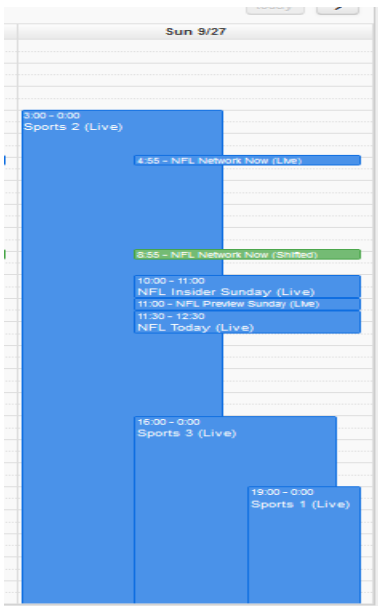 today
Sun 9/27
3:00 - 0:00
Sports 2 (Live)
4:55 - NFL Network Now (Live)
8:55 - NFL Network Now (Shifted)
10:00 - 11:00
NFL Insider Sunday (Live)
11:00 - NFL Preview Sunday (Live)
11:30 - 12:30
NFL Today (Live)
16:00 - 0:00
Sports 3 (Live)
19:00 - 0:00
Sports 1 (Live)